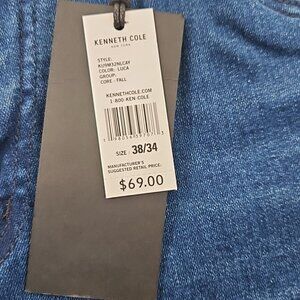 KENNETH COLE
NEW YORK
STYLE:
KU9M32NLC4Y
COLOR: LUCA
GROUP:
CORE - FALL
KENNETHCOLE.COM
1-800-KEN-COLE
SIZE : 38/34
MANUFACTURER'S
SUGGESTED RETAIL PRICE:
$69.00